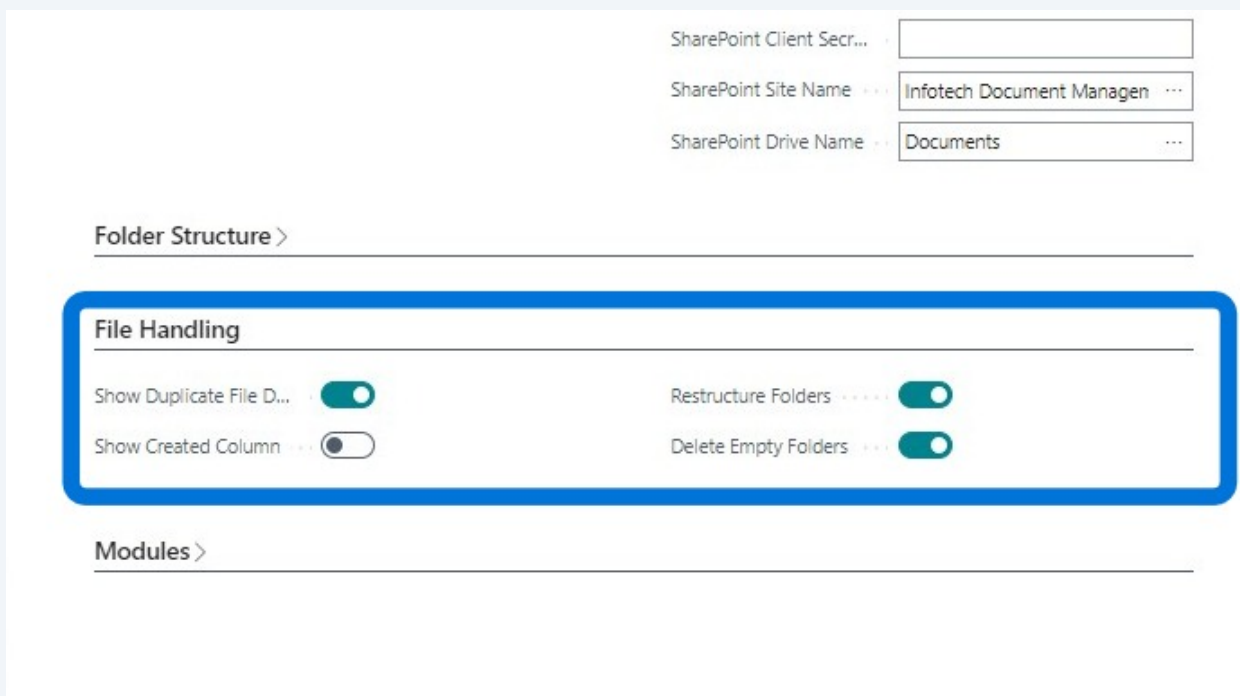 SharePoint Client Secr...
SharePoint Site Name Infotech Document Managen ...
SharePoint Drive Name Documents ...
Folder Structure >
File Handling
Show Duplicate File D... Restructure Folders
Show Created Column Delete Empty Folders
Modules >